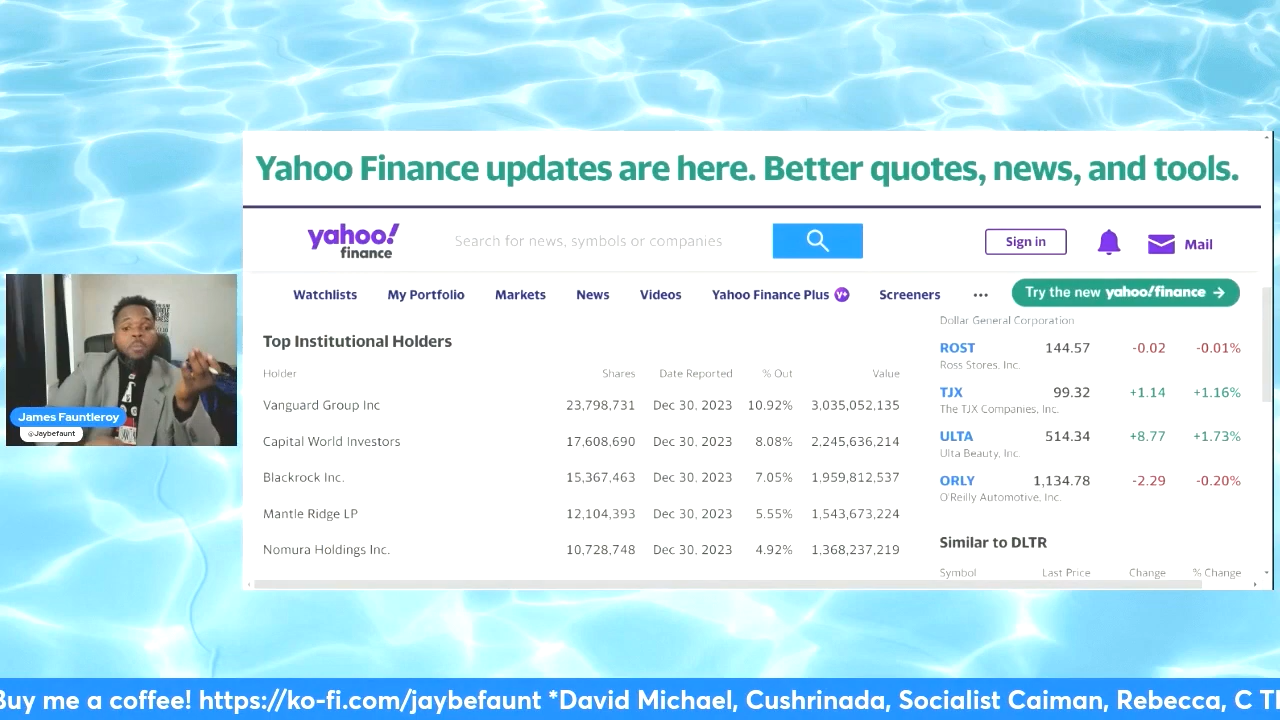 Yahoo Finance updates are here. Better quotes, news, and tools.
yahoo!
finance
Search for news, symbols or companies
Sign in
Mail
Watchlists My Portfolio Markets News Videos Yahoo Finance Plus Y+ Screeners ••• Try the new yahoo!finance →
Top Institutional Holders
Holder Shares Date Reported % Out Value
Vanguard Group Inc 23,798,731 Dec 30, 2023 10.92% 3,035,052,135
Capital World Investors 17,608,690 Dec 30, 2023 8.08% 2,245,636,214
Blackrock Inc. 15,367,463 Dec 30, 2023 7.05% 1,959,812,537
Mantle Ridge LP 12,104,393 Dec 30, 2023 5.55% 1,543,673,224
Nomura Holdings Inc. 10,728,748 Dec 30, 2023 4.92% 1,368,237,219
Dollar General Corporation
ROST 144.57 -0.02 -0.01%
Ross Stores, Inc.
TJX 99.32 +1.14 +1.16%
The TJX Companies, Inc.
ULTA 514.34 +8.77 +1.73%
Ulta Beauty, Inc.
ORLY 1,134.78 -2.29 -0.20%
O'Reilly Automotive, Inc.
Similar to DLTR
Symbol Last Price Change % Change
James Fauntleroy
@Jaybefaunt
Buy me a coffee! https://ko-fi.com/jaybefaunt *David Michael, Cushrinada, Socialist Caiman, Rebecca, C